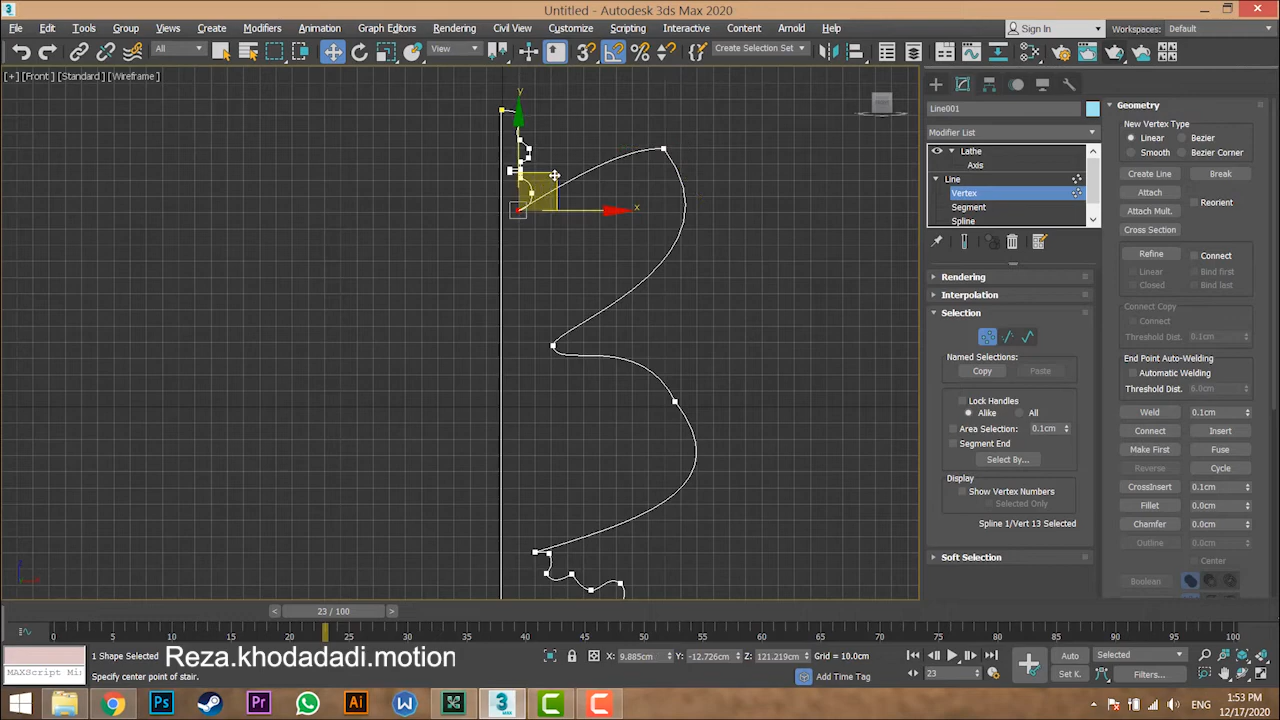 Untitled - Autodesk 3ds Max 2020
File Edit Tools Group Views Create Modifiers Animation Graph Editors Rendering Civil View Customize Scripting Interactive Arnold Help Sign In Workspaces: Default
All View Create Selection Set
[+] [Front] [Standard] [Wireframe]
y
x
Line001
Modifier List
Lathe
Axis
Line
Vertex
Segment
Spline
Rendering
Interpolation
Selection
Named Selections:
Copy Paste
Lock Handles
Alike All
Area Selection: 0.1cm
Segment End
Select By...
Display
Show Vertex Numbers
Selected Only
Spline 1/Vert 13 Selected
Soft Selection
Geometry
New Vertex Type
Linear Bezier
Smooth Bezier Corner
Create Line Break
Attach Reorient
Attach Mult.
Cross Section
Refine Connect
Linear Bind first
Closed Bind last
Connect Copy
Connect
Threshold Dist. 0.1cm
End Point Auto-Welding
Automatic Welding
Threshold Dist. 6.0cm
Weld 0.1cm
Connect Insert
Make First Fuse
Reverse Cycle
CrossInsert 0.1cm
Fillet 0.0cm
Chamfer 0.0cm
Outline 0.0cm
Center
Boolean
23 / 100
0 5 10 15 20 25 30 35 40 45 50 55 60 65 70 75 80 85 90 95 100
1 Shape Selected
Reza.khodadadi.motion
X: 9.885cm Y: -12.726cm Z: 121.219cm Grid = 10.0cm
Auto Selected
MAXScript Mi
Specify center point of stair.
Add Time Tag
23
Set K. Filters...
Ps Pr Ai W 3 C C
ENG
1:53 PM
12/17/2020